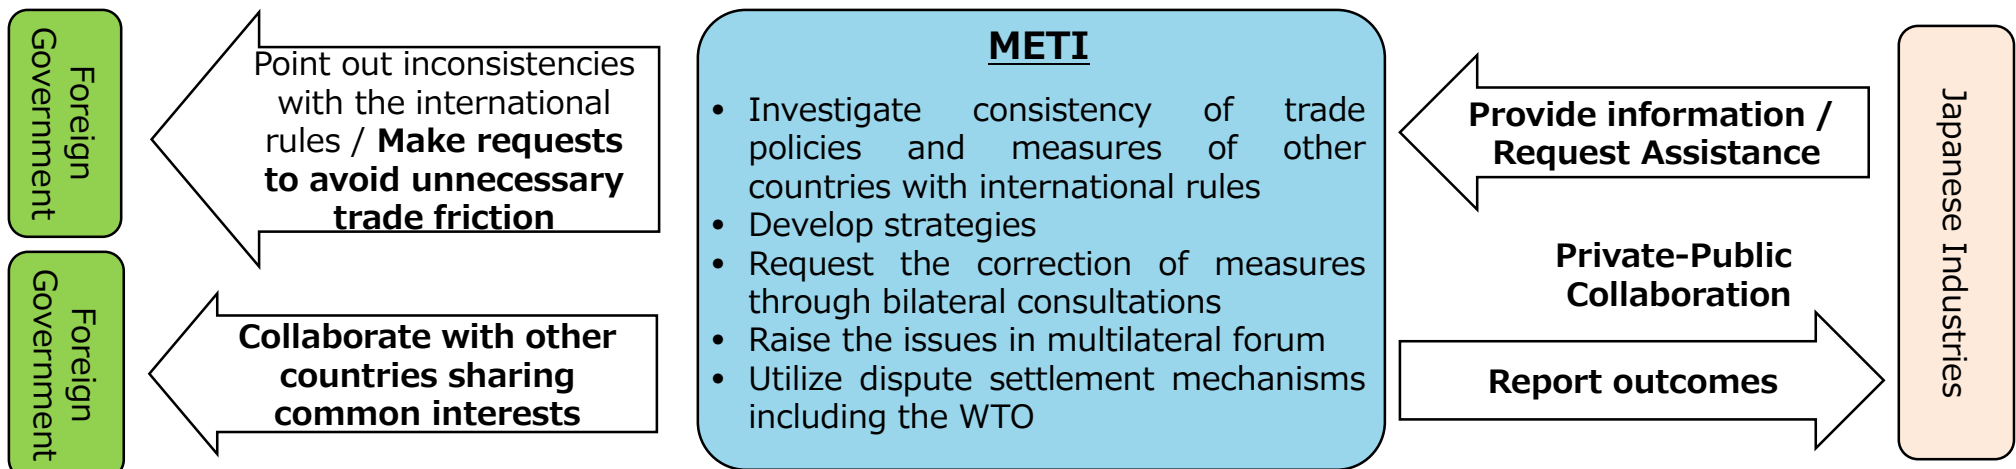 Foreign
Government
Point out inconsistencies
with the international
rules / Make requests
to avoid unnecessary
trade friction
Foreign
Government
Collaborate with other
countries sharing
common interests
METI
• Investigate consistency of trade
policies and measures of other
countries with international rules
• Develop strategies
• Request the correction of measures
through bilateral consultations
• Raise the issues in multilateral forum
• Utilize dispute settlement mechanisms
including the WTO
Provide information /
Request Assistance
Private-Public
Collaboration
Report outcomes
Japanese Industries